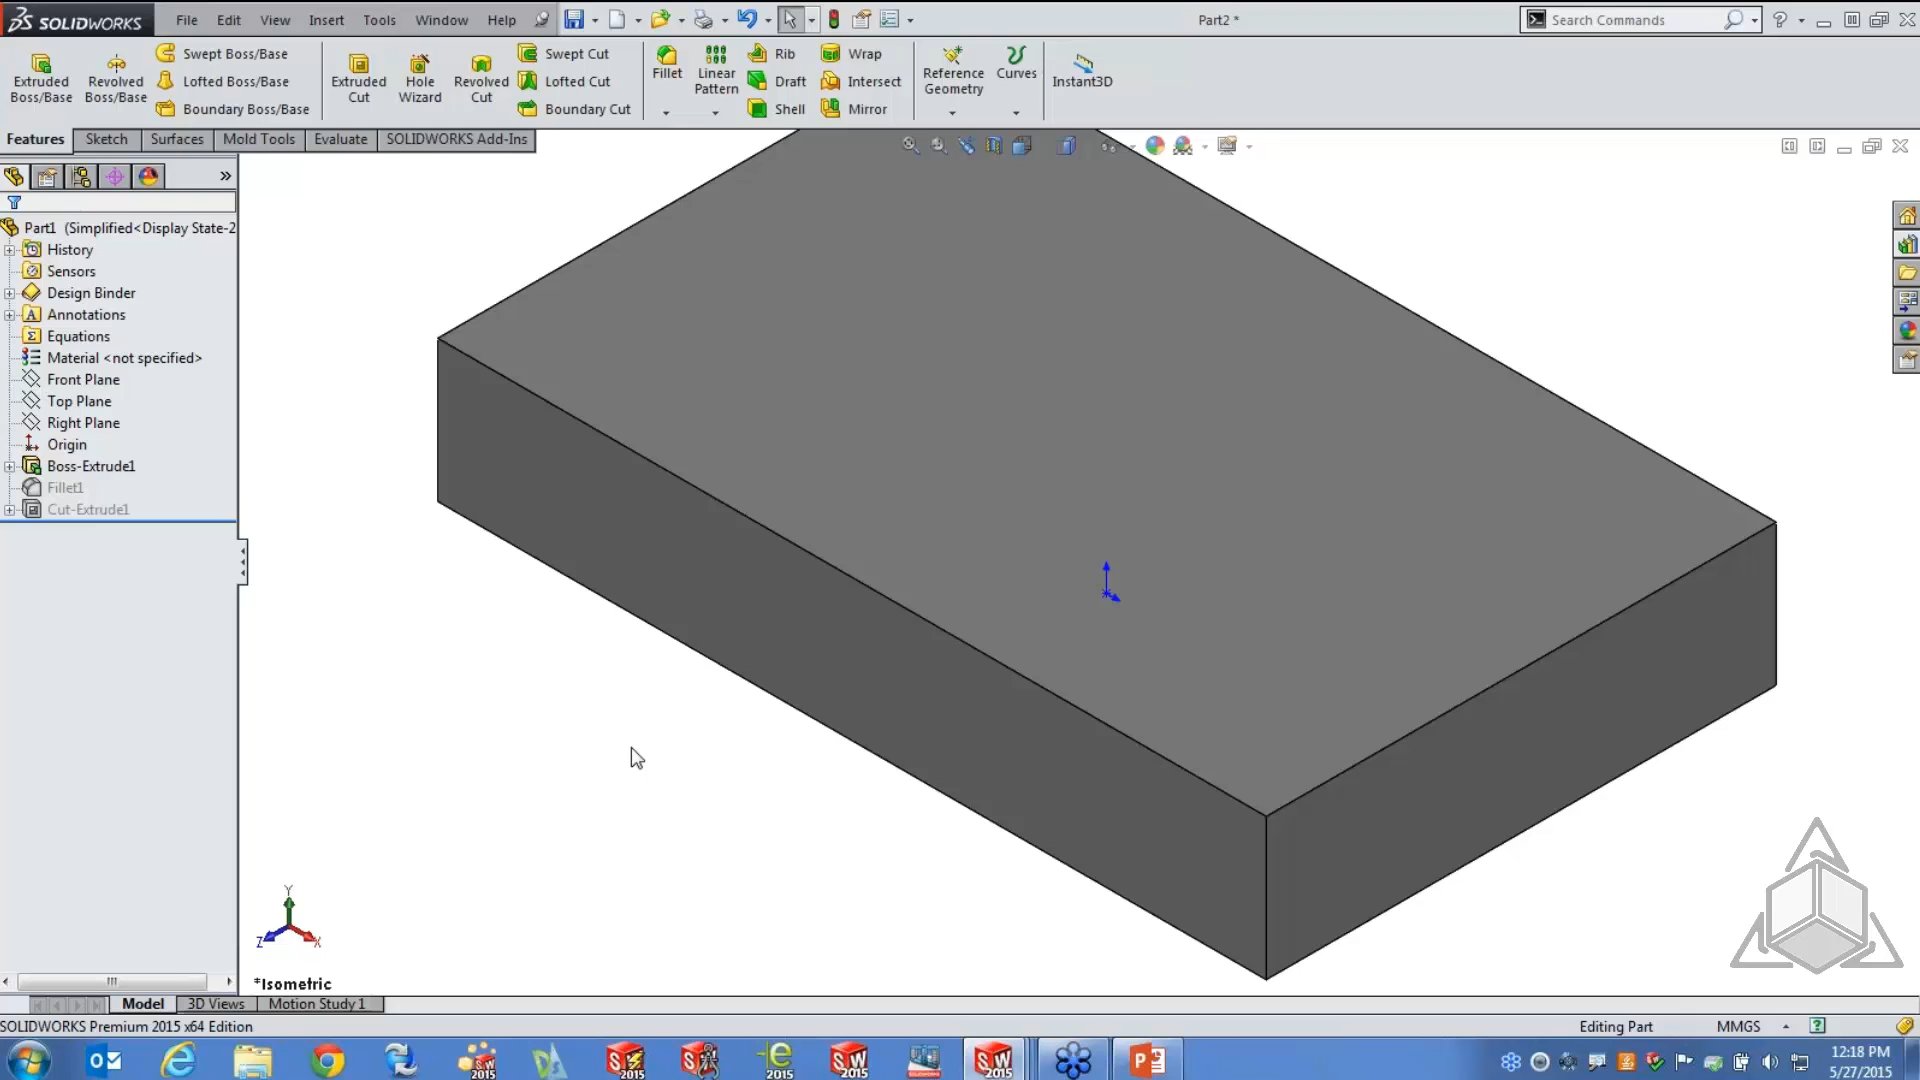 SOLIDWORKS File Edit View Insert Tools Window Help Part2 * Search Commands
Extruded Boss/Base
Revolved Boss/Base
Swept Boss/Base
Lofted Boss/Base
Boundary Boss/Base
Extruded Cut
Hole Wizard
Revolved Cut
Swept Cut
Lofted Cut
Boundary Cut
Fillet
Linear Pattern
Rib
Draft
Shell
Wrap
Intersect
Mirror
Reference Geometry
Curves
Instant3D
Features Sketch Surfaces Mold Tools Evaluate SOLIDWORKS Add-Ins
Part1 (Simplified<Display State-2
History
Sensors
Design Binder
Annotations
Equations
Material <not specified>
Front Plane
Top Plane
Right Plane
Origin
Boss-Extrude1
Fillet1
Cut-Extrude1
Y
Z X
*Isometric
Model 3D Views Motion Study 1
SOLIDWORKS Premium 2015 x64 Edition Editing Part MMGS
12:18 PM
5/27/2015